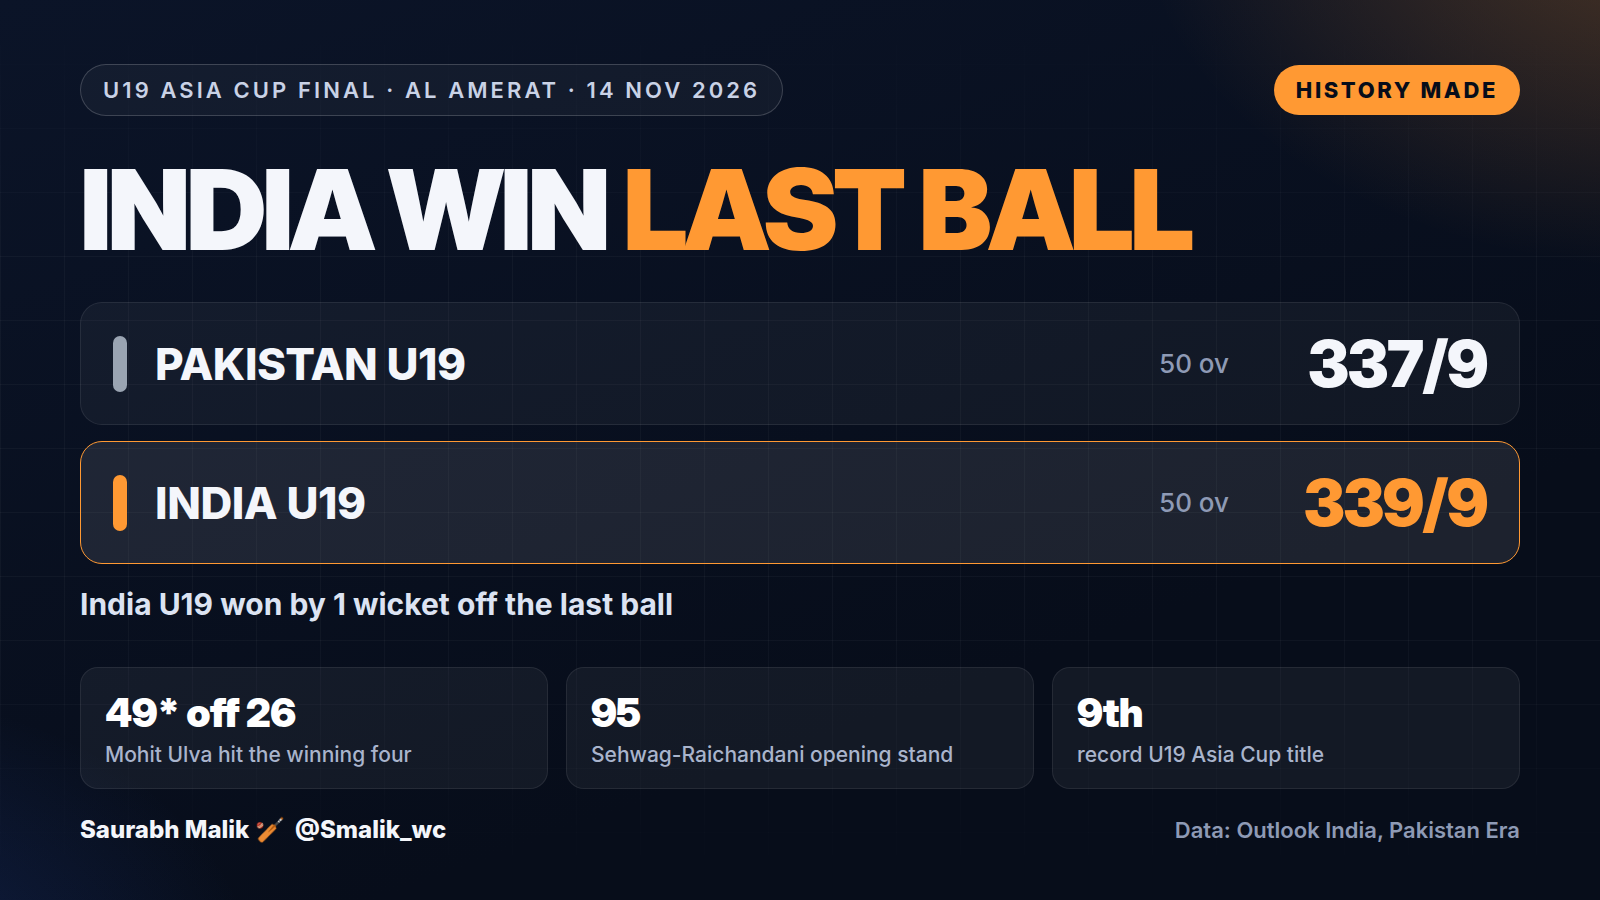 U19 ASIA CUP FINAL · AL AMERAT · 14 NOV 2026
HISTORY MADE
INDIA WIN LAST BALL
PAKISTAN U19 50 ov 337/9
INDIA U19 50 ov 339/9
India U19 won by 1 wicket off the last ball
49* off 26
Mohit Ulva hit the winning four
95
Sehwag-Raichandani opening stand
9th
record U19 Asia Cup title
Saurabh Malik 🏏 @Smalik_wc
Data: Outlook India, Pakistan Era